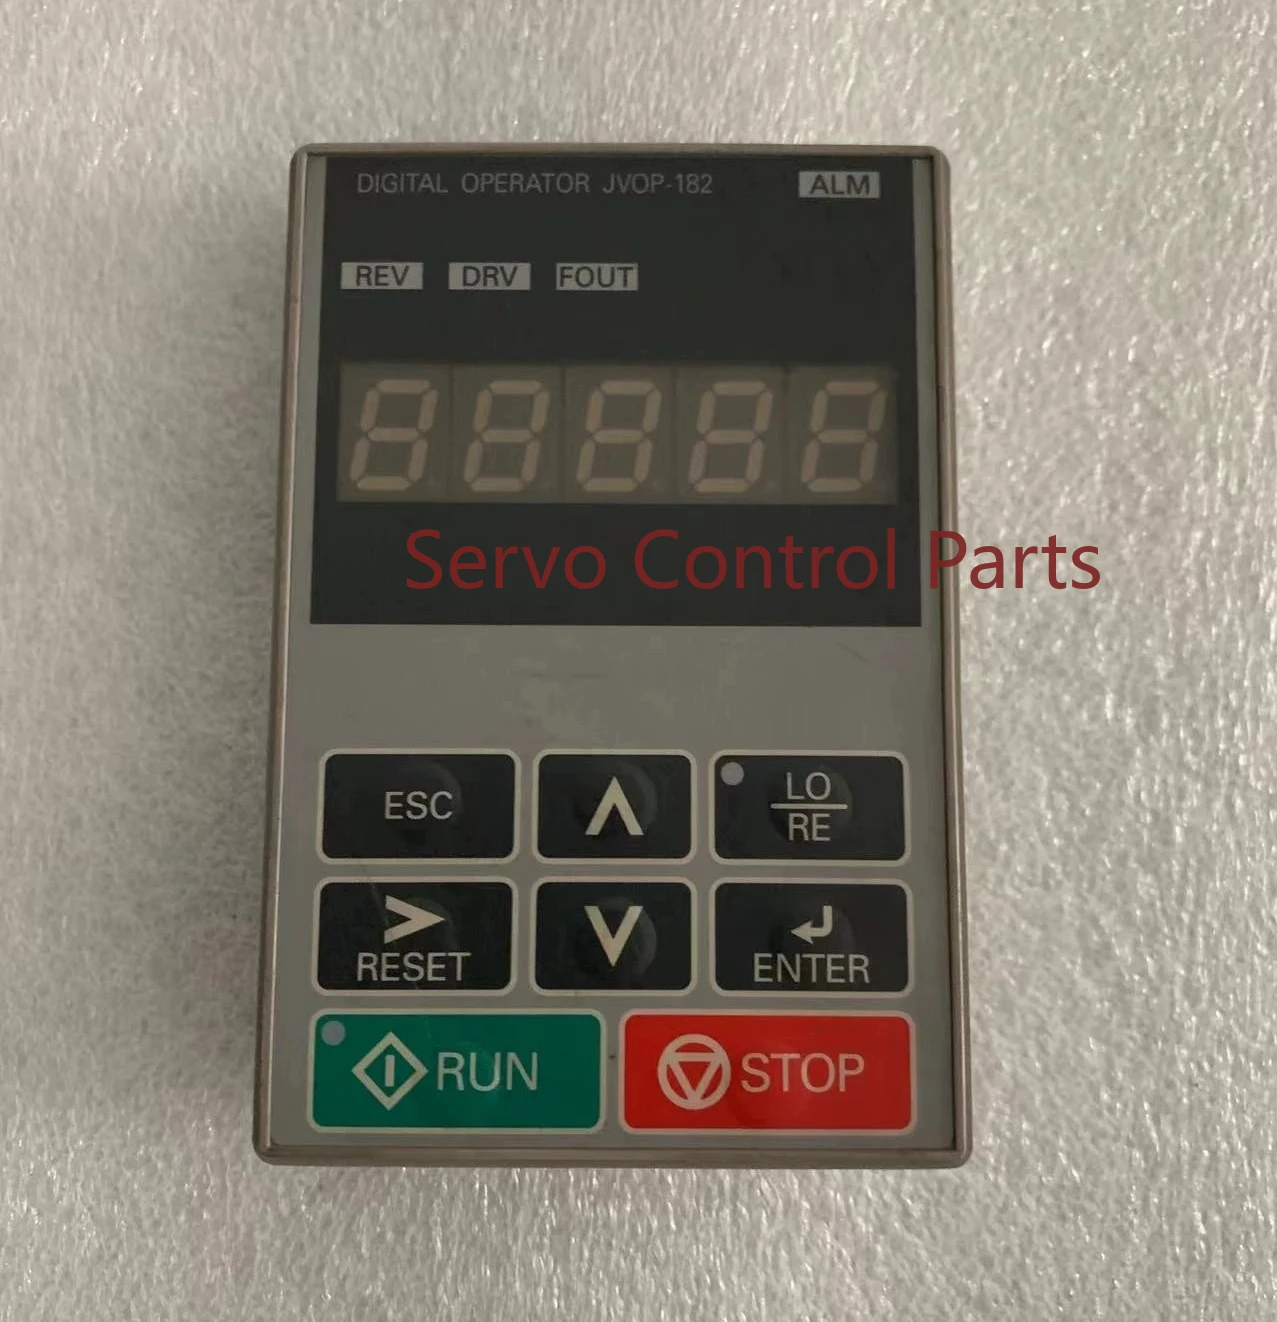 DIGITAL OPERATOR JVOP-182 ALM
REV DRV FOUT
Servo Control Parts
ESC
LO
RE
RESET
ENTER
RUN
STOP